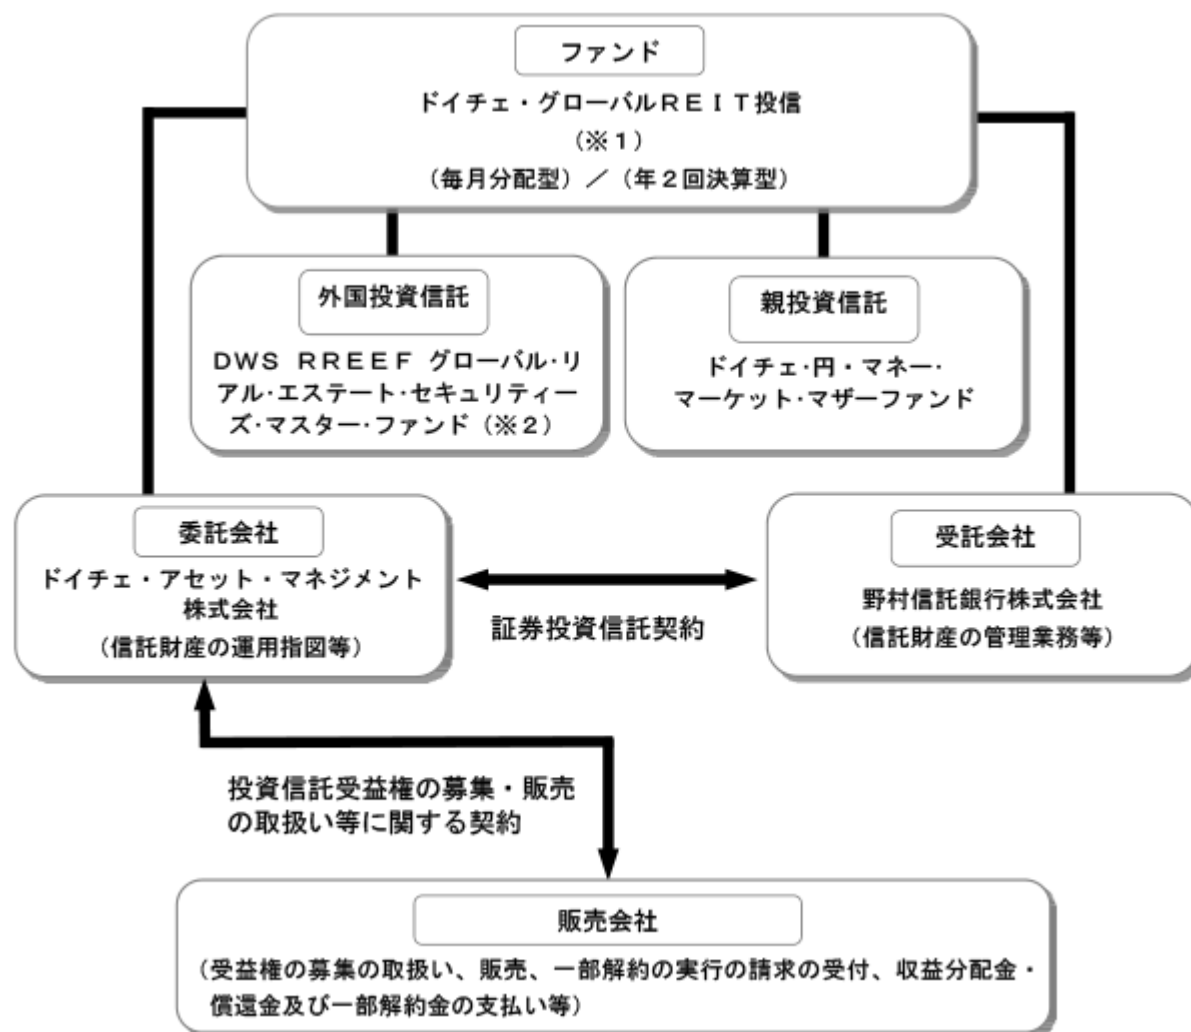 ファンド
ドイチェ・グローバルREIT投信
(※1)
(毎月分配型)/(年2回決算型)
外国投資信託
DWS RREEF グローバル・リ
アル・エステート・セキュリティー
ズ・マスター・ファンド(※2)
親投資信託
ドイチェ・円・マネー・
マーケット・マザーファンド
委託会社
ドイチェ・アセット・マネジメント
株式会社
(信託財産の運用指図等)
証券投資信託契約
受託会社
野村信託銀行株式会社
(信託財産の管理業務等)
投資信託受益権の募集・販売
の取扱い等に関する契約
販売会社
(受益権の募集の取扱い、販売、一部解約の実行の請求の受付、収益分配金・
償還金及び一部解約金の支払い等)